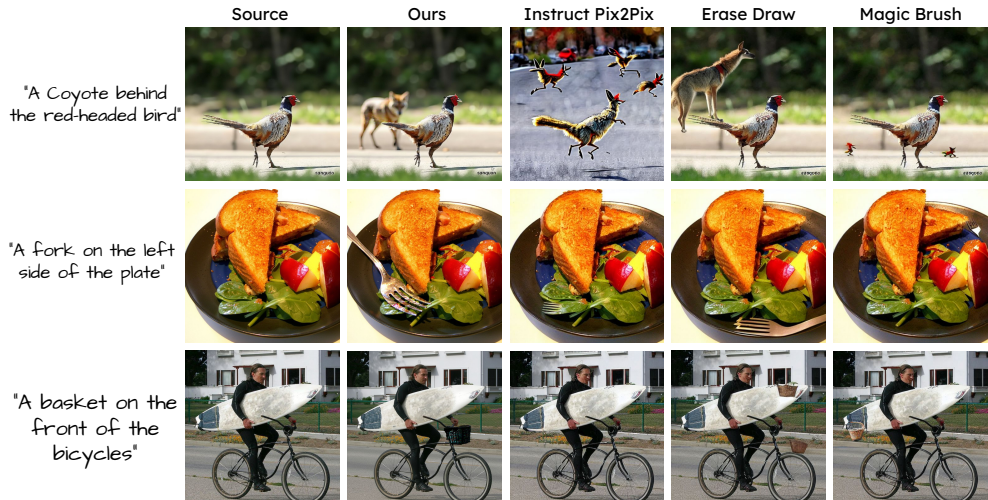 Source
Ours
Instruct Pix2Pix
Erase Draw
Magic Brush
"A Coyote behind
the red-headed bird"
"A fork on the left
side of the plate"
"A basket on the
front of the
bicycles"